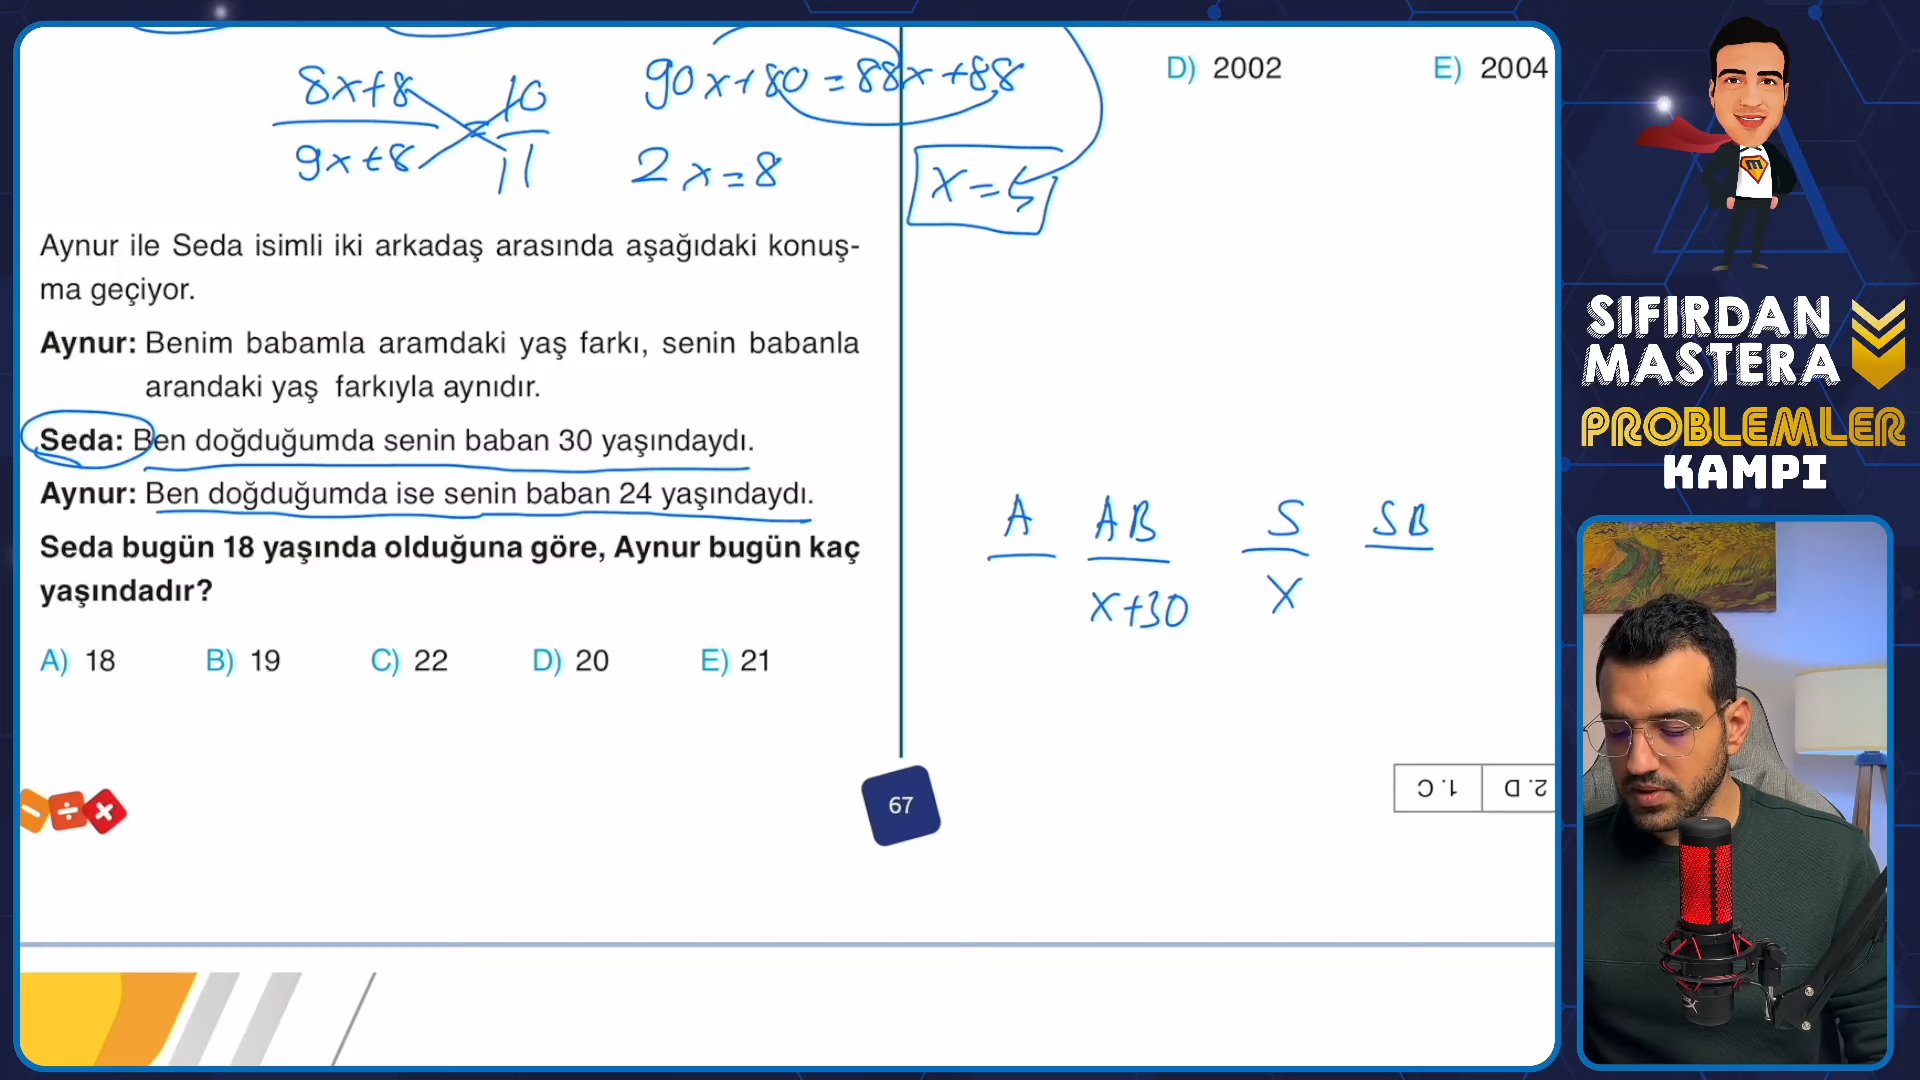 8x+8 = 10
9x+8 11
90x+80 = 88x+88
2x=8
x=4
D) 2002 E) 2004
Aynur ile Seda isimli iki arkadaş arasında aşağıdaki konuş-
ma geçiyor.
Aynur: Benim babamla aramdaki yaş farkı, senin babanla
arandaki yaş farkıyla aynıdır.
Seda: Ben doğduğumda senin baban 30 yaşındaydı.
Aynur: Ben doğduğumda ise senin baban 24 yaşındaydı.
Seda bugün 18 yaşında olduğuna göre, Aynur bugün kaç
yaşındadır?
A) 18 B) 19 C) 22 D) 20 E) 21
A AB S SB
x+30 x
67
1. C 2. D
SIFIRDAN
MASTERA
PROBLEMLER
KAMPI